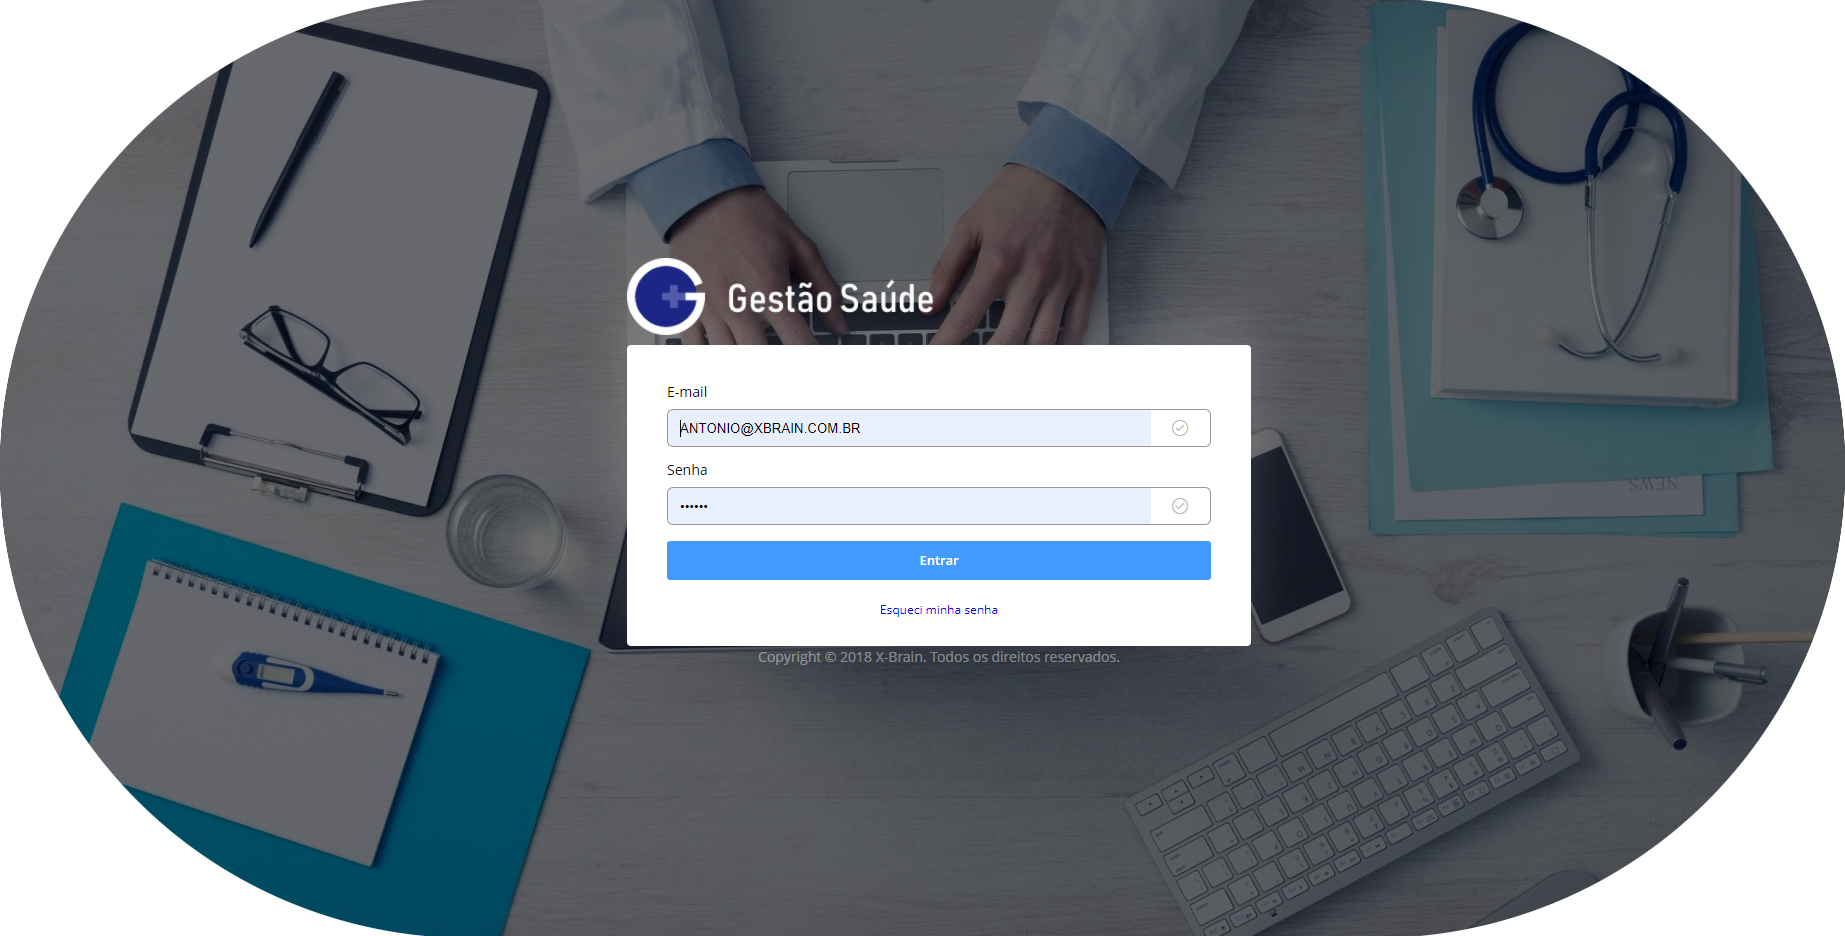 Gestão Saúde
E-mail
ANTONIO@XBRAIN.COM.BR
Senha
••••••
Entrar
Esqueci minha senha
Copyright © 2018 X-Brain. Todos os direitos reservados.
NEWS